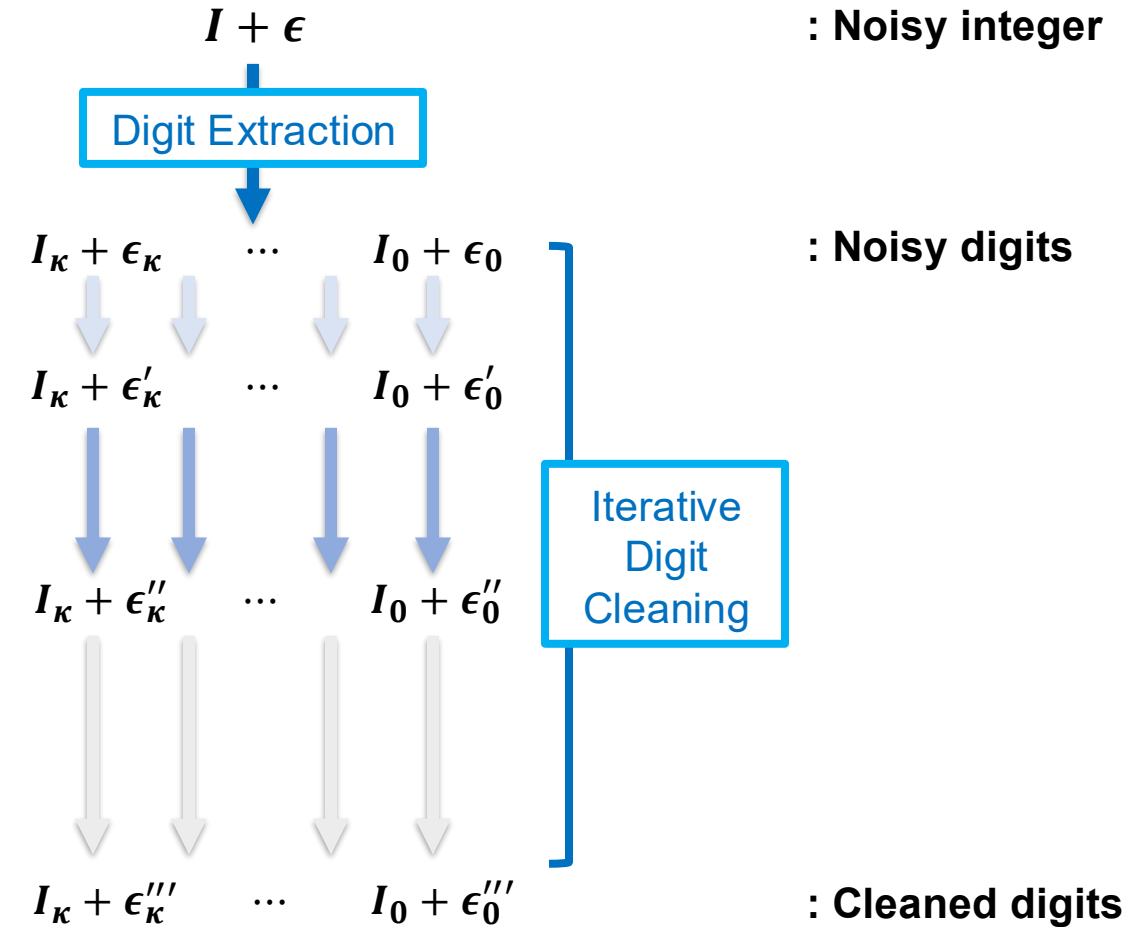 I + ϵ : Noisy integer
Digit Extraction
I_κ + ϵ_κ ... I_0 + ϵ_0 : Noisy digits
I_κ + ϵ′_κ ... I_0 + ϵ′_0
I_κ + ϵ″_κ ... I_0 + ϵ″_0
Iterative
Digit
Cleaning
I_κ + ϵ‴_κ ... I_0 + ϵ‴_0 : Cleaned digits